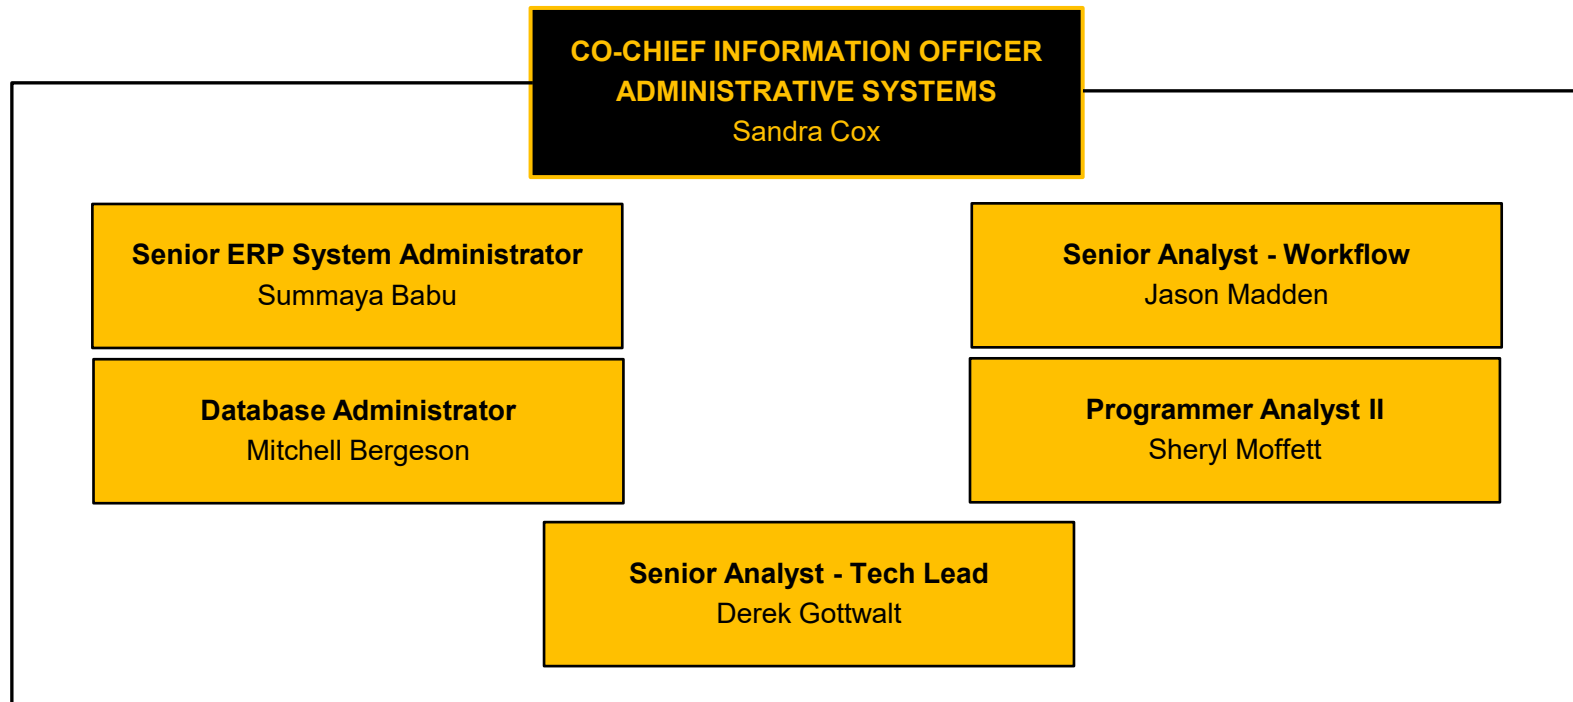 CO-CHIEF INFORMATION OFFICER
ADMINISTRATIVE SYSTEMS
Sandra Cox
Senior ERP System Administrator
Summaya Babu
Senior Analyst - Workflow
Jason Madden
Database Administrator
Mitchell Bergeson
Programmer Analyst II
Sheryl Moffett
Senior Analyst - Tech Lead
Derek Gottwalt